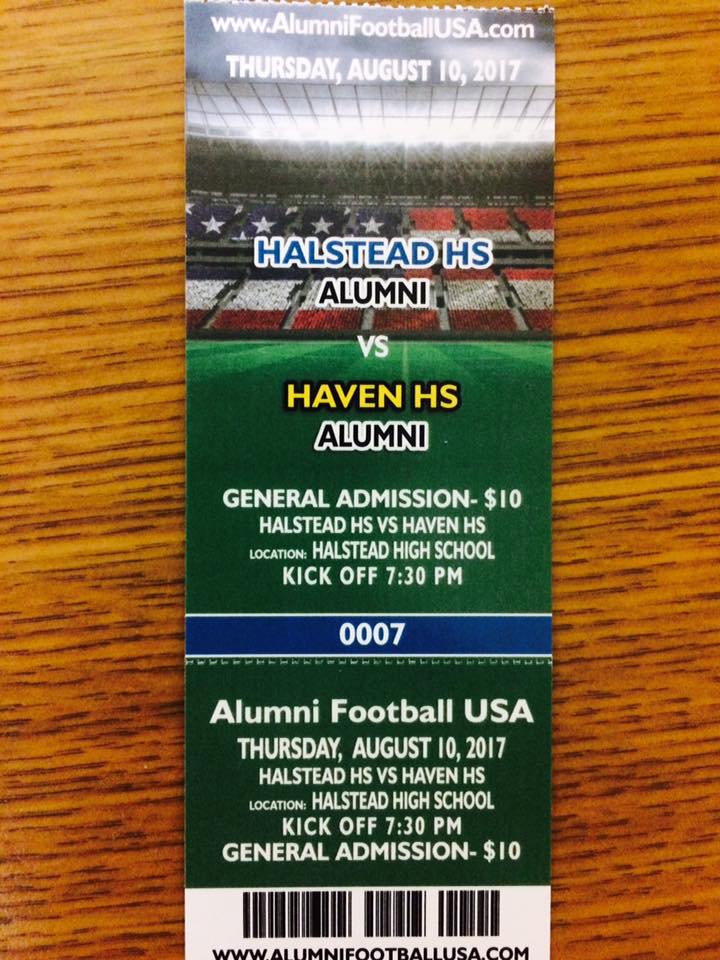 www.AlumniFootballUSA.com
THURSDAY, AUGUST 10, 2017
HALSTEAD HS
ALUMNI
VS
HAVEN HS
ALUMNI
GENERAL ADMISSION- $10
HALSTEAD HS VS HAVEN HS
LOCATION: HALSTEAD HIGH SCHOOL
KICK OFF 7:30 PM
0007
Alumni Football USA
THURSDAY, AUGUST 10, 2017
HALSTEAD HS VS HAVEN HS
LOCATION: HALSTEAD HIGH SCHOOL
KICK OFF 7:30 PM
GENERAL ADMISSION- $10
WWW.ALUMNIFOOTBALLUSA.COM